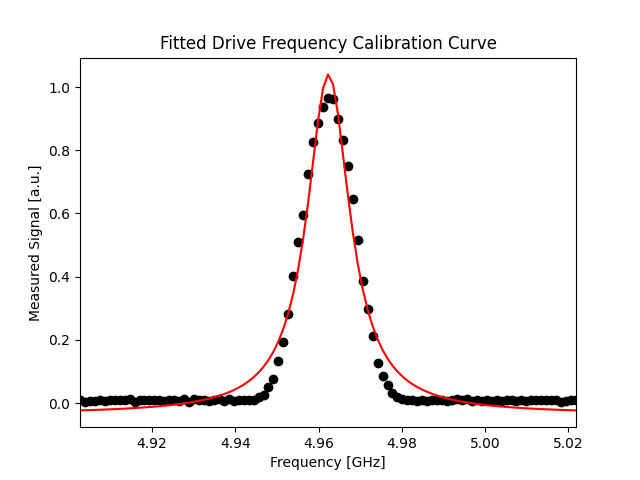 Fitted Drive Frequency Calibration Curve
1.0
0.8
0.6
0.4
0.2
0.0
Measured Signal [a.u.]
4.92 4.94 4.96 4.98 5.00 5.02
Frequency [GHz]